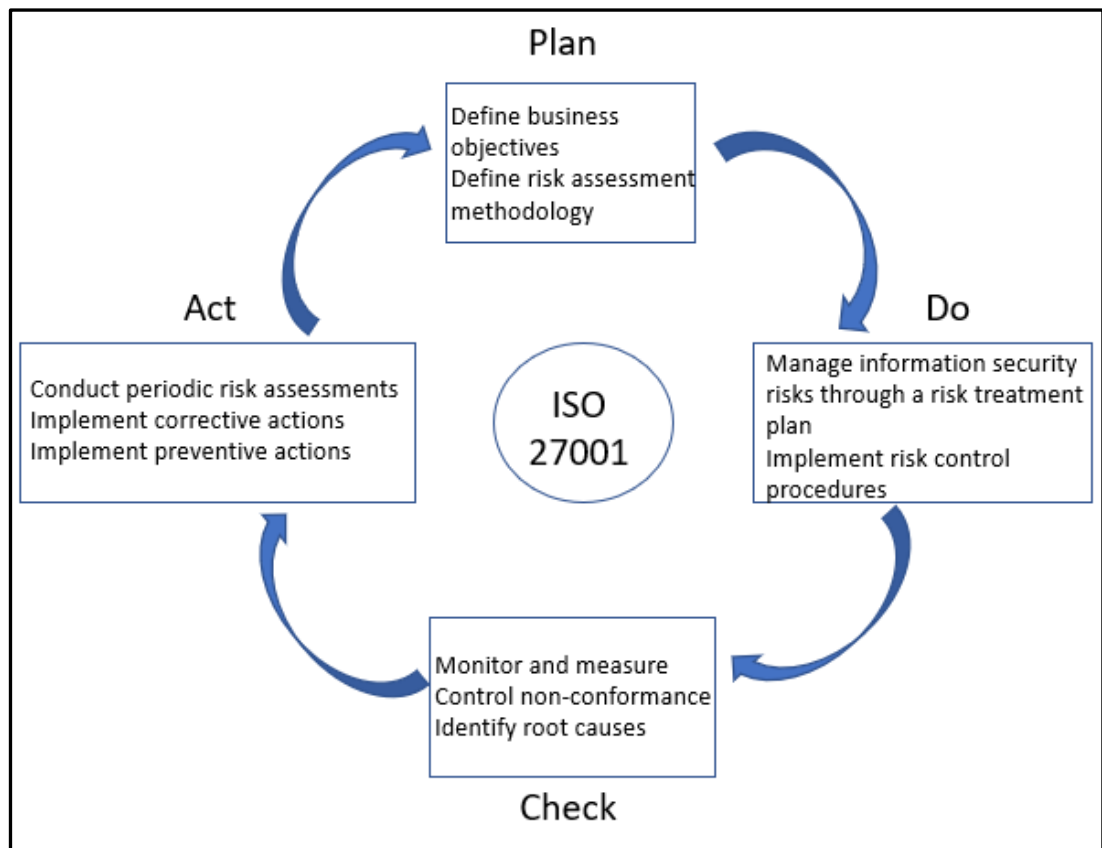 Plan
Define business
objectives
Define risk assessment
methodology
Act
Do
Conduct periodic risk assessments
Implement corrective actions
Implement preventive actions
ISO
27001
Manage information security
risks through a risk treatment
plan
Implement risk control
procedures
Monitor and measure
Control non-conformance
Identify root causes
Check